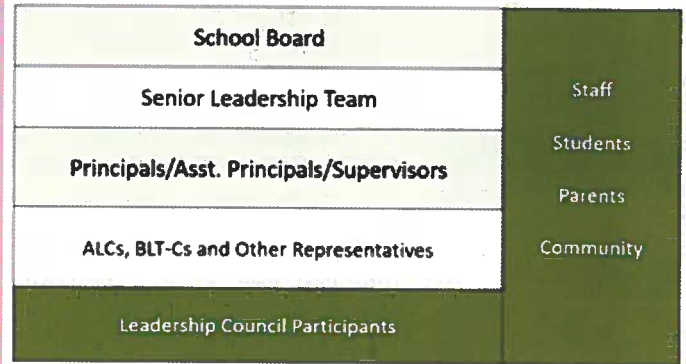 School Board
Senior Leadership Team
Principals/Asst. Principals/Supervisors
ALCs, BLT-Cs and Other Representatives
Leadership Council Participants
Staff
Students
Parents
Community